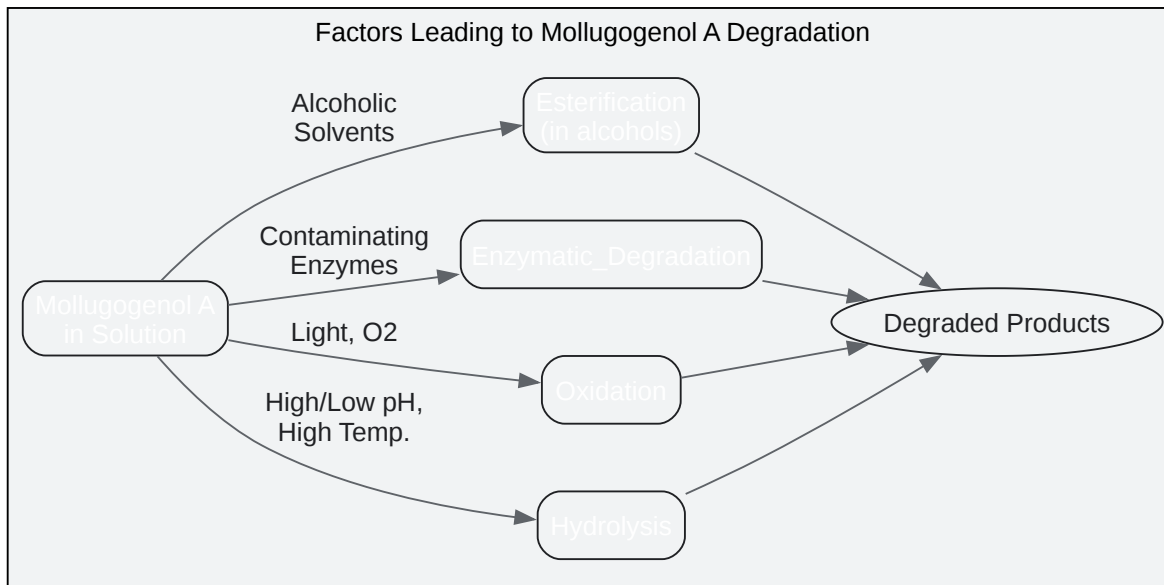 Factors Leading to Mollugogenol A Degradation
Alcoholic
Solvents
Esterification
(in alcohols)
Contaminating
Enzymes
Enzymatic_Degradation
Mollugogenol A
in Solution
Light, O2
Degraded Products
Oxidation
High/Low pH,
High Temp.
Hydrolysis